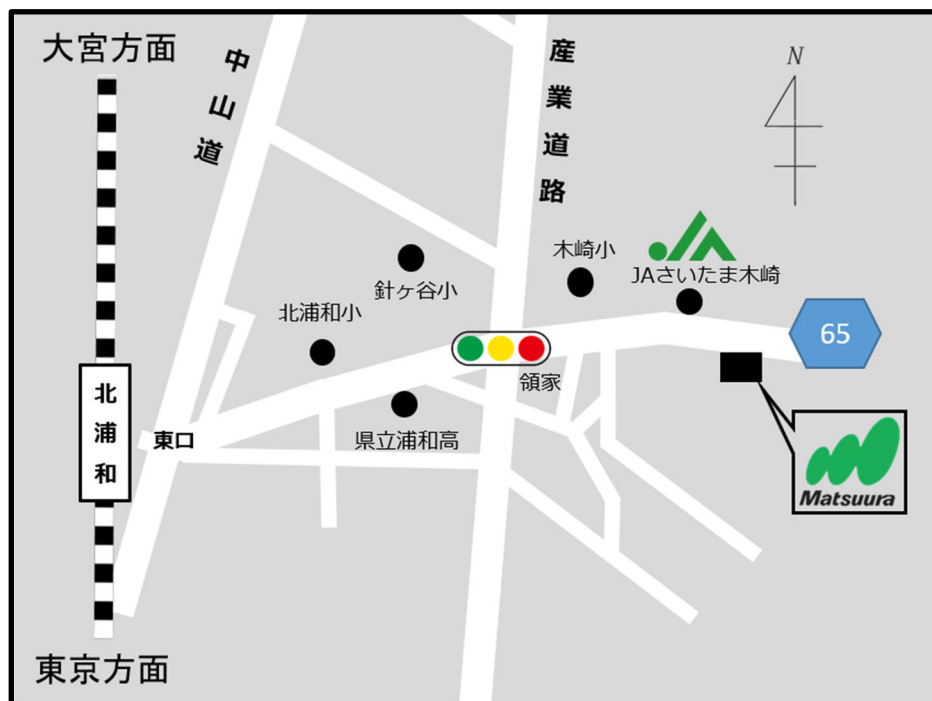 大宮方面
中山道
産業道路
N
木崎小
JAさいたま木崎
針ヶ谷小
北浦和小
65
領家
北浦和
東口
県立浦和高
Matsuura
東京方面